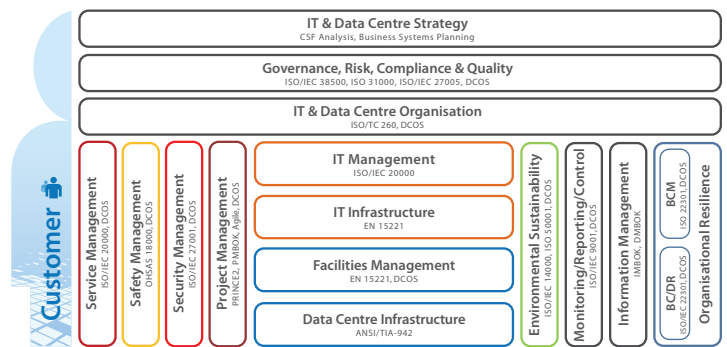 IT & Data Centre Strategy
CSF Analysis, Business Systems Planning
Governance, Risk, Compliance & Quality
ISO/IEC 38500, ISO 31000, ISO/IEC 27005, DCOS
IT & Data Centre Organisation
ISO/TC 260, DCOS
Customer
Service Management
ISO/IEC 20000, DCOS
Safety Management
OHSAS 18000, DCOS
Security Management
ISO/IEC 27001, DCOS
Project Management
PRINCE2, PMBOK, Agile, DCOS
IT Management
ISO/IEC 20000
IT Infrastructure
EN 15221
Facilities Management
EN 15221, DCOS
Data Centre Infrastructure
ANSI/TIA-942
Environmental Sustainability
ISO/IEC 14000, ISO 50001, DCOS
Monitoring/Reporting/Control
ISO/IEC 9001, DCOS
Information Management
IMBOK, DMBOK
BCM
ISO 22301, DCOS
BC/DR
ISO/IEC 22301, DCOS
Organisational Resilience